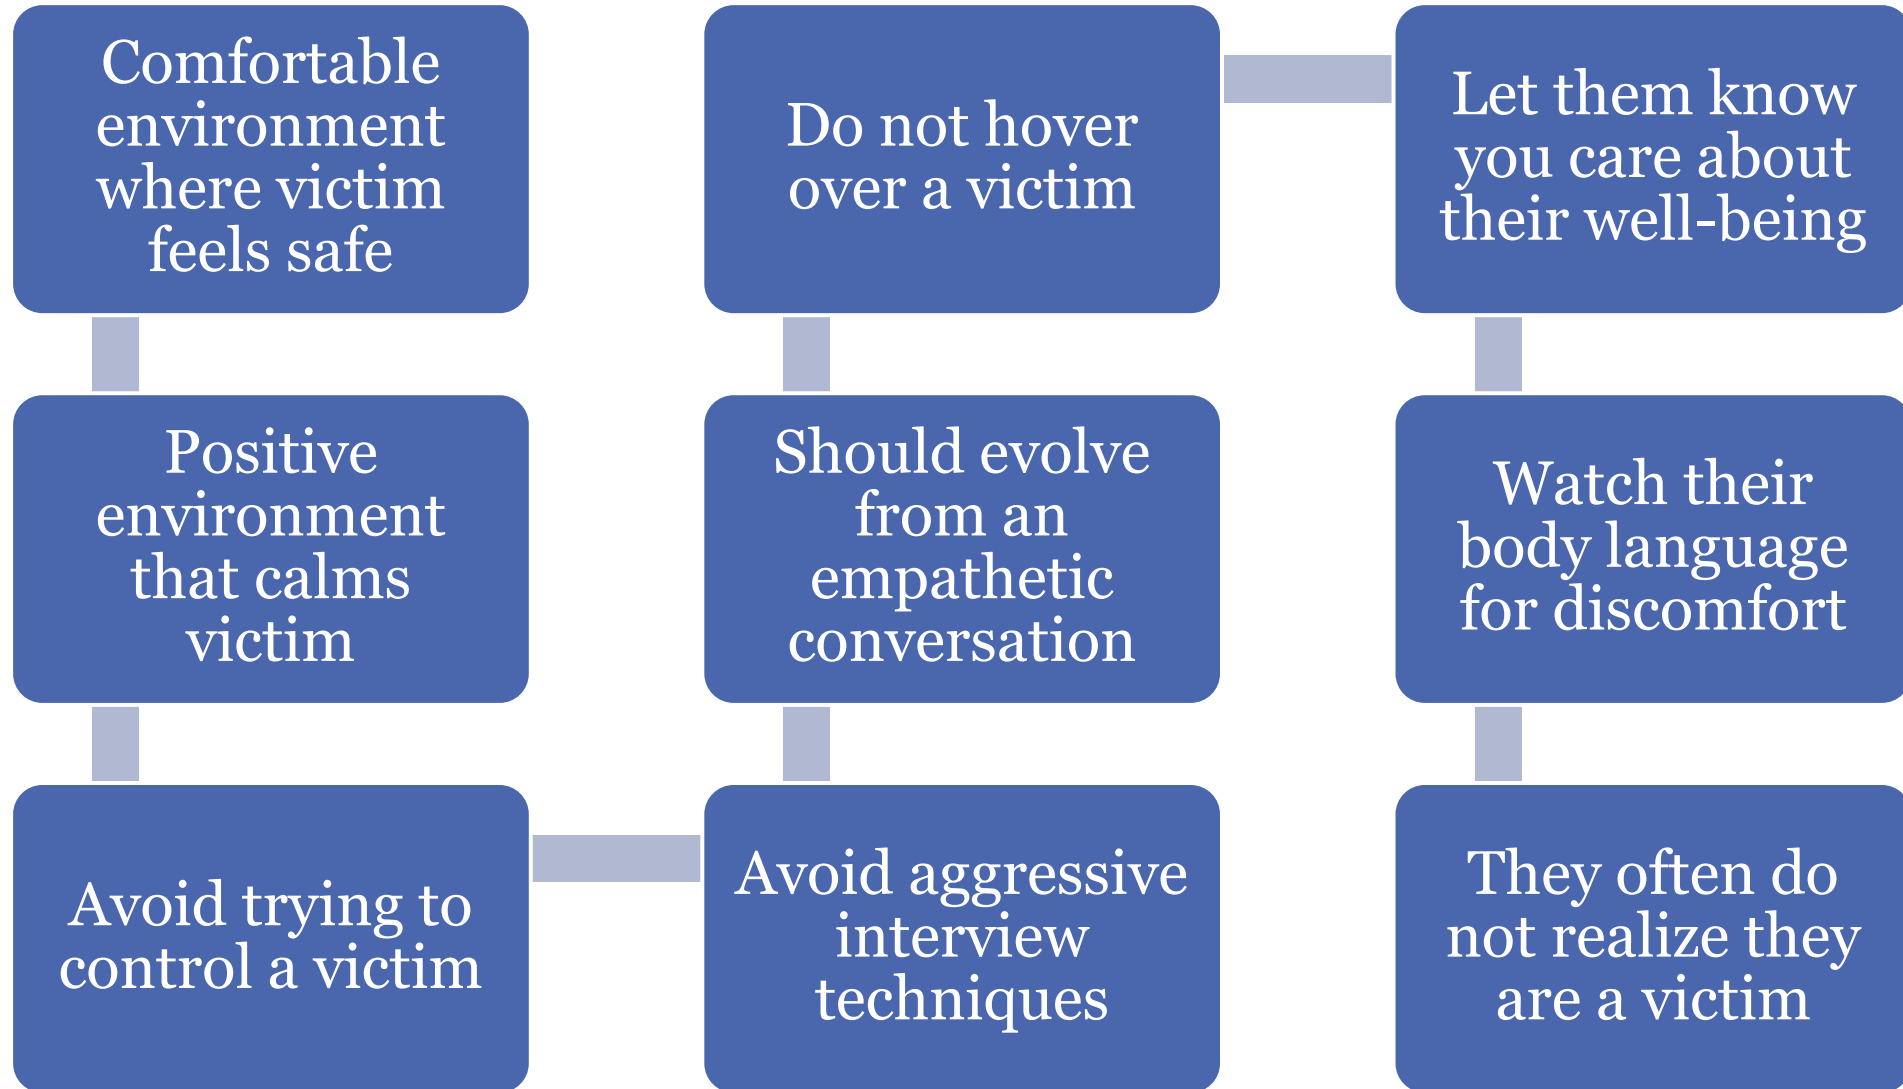 Comfortable
environment
where victim
feels safe
Positive
environment
that calms
victim
Avoid trying to
control a victim
Avoid aggressive
interview
techniques
Should evolve
from an
empathetic
conversation
Do not hover
over a victim
Let them know
you care about
their well-being
Watch their
body language
for discomfort
They often do
not realize they
are a victim